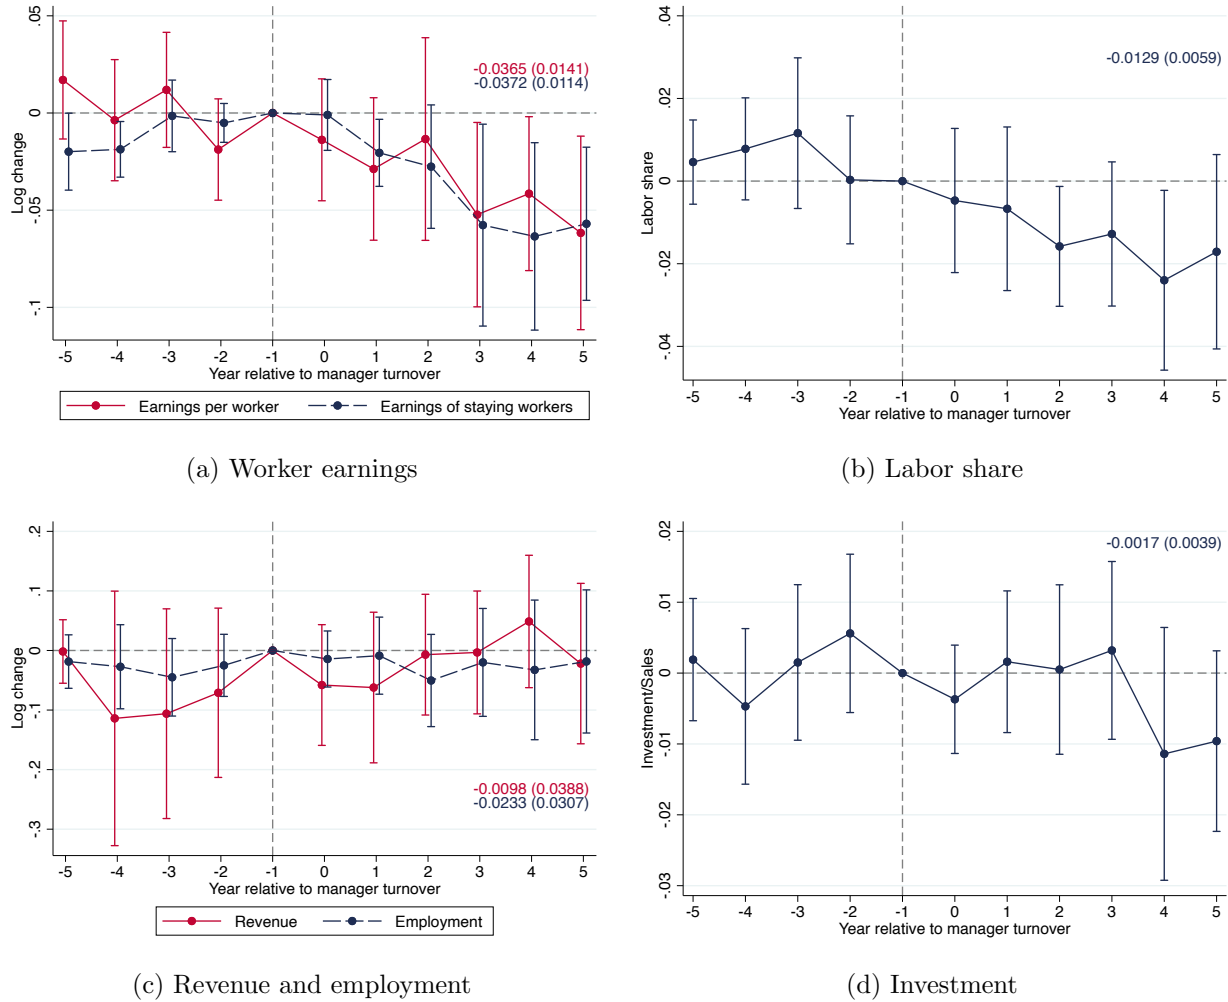 .05
0
-.05
-.1
Log change
-0.0365 (0.0141)
-0.0372 (0.0114)
-5 -4 -3 -2 -1 0 1 2 3 4 5
Year relative to manager turnover
Earnings per worker Earnings of staying workers
(a) Worker earnings
.04
.02
0
-.02
-.04
Labor share
-0.0129 (0.0059)
-5 -4 -3 -2 -1 0 1 2 3 4 5
Year relative to manager turnover
(b) Labor share
.2
.1
0
-.1
-.2
-.3
Log change
-0.0098 (0.0388)
-0.0233 (0.0307)
-5 -4 -3 -2 -1 0 1 2 3 4 5
Year relative to manager turnover
Revenue Employment
(c) Revenue and employment
.02
.01
0
-.01
-.02
-.03
Investment/Sales
-0.0017 (0.0039)
-5 -4 -3 -2 -1 0 1 2 3 4 5
Year relative to manager turnover
(d) Investment